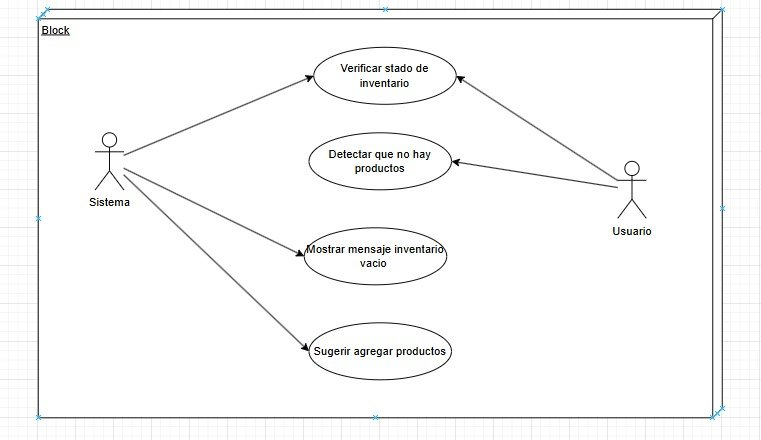 Block
Verificar stado de
inventario
Detectar que no hay
productos
Sistema
Usuario
Mostrar mensaje inventario
vacio
Sugerir agregar productos